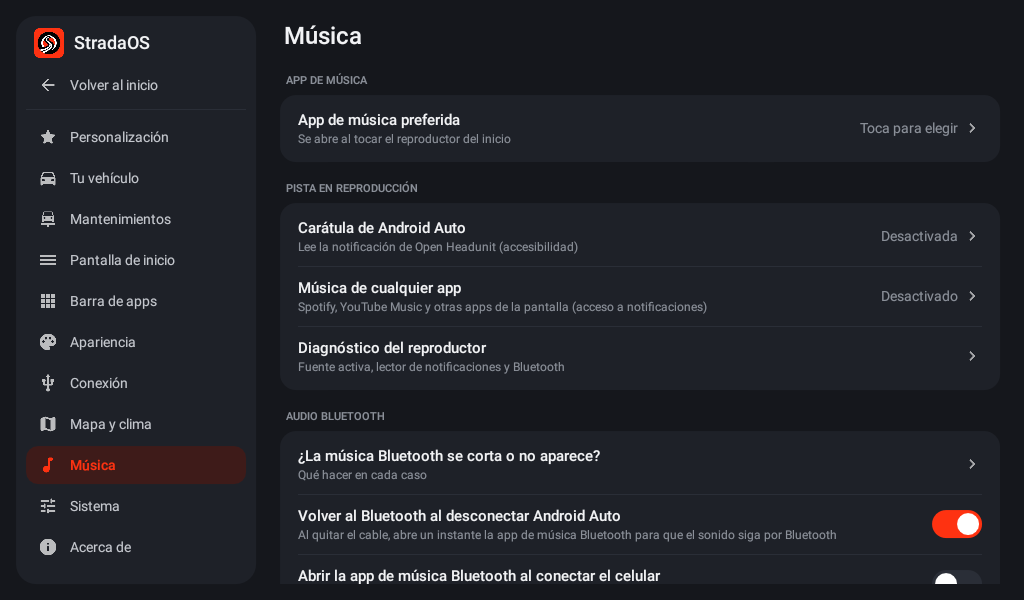 StradaOS
Volver al inicio
Personalización
Tu vehículo
Mantenimientos
Pantalla de inicio
Barra de apps
Apariencia
Conexión
Mapa y clima
Música
Sistema
Acerca de
Música
APP DE MÚSICA
App de música preferida
Se abre al tocar el reproductor del inicio
Toca para elegir
PISTA EN REPRODUCCIÓN
Carátula de Android Auto
Lee la notificación de Open Headunit (accesibilidad)
Desactivada
Música de cualquier app
Spotify, YouTube Music y otras apps de la pantalla (acceso a notificaciones)
Desactivado
Diagnóstico del reproductor
Fuente activa, lector de notificaciones y Bluetooth
AUDIO BLUETOOTH
¿La música Bluetooth se corta o no aparece?
Qué hacer en cada caso
Volver al Bluetooth al desconectar Android Auto
Al quitar el cable, abre un instante la app de música Bluetooth para que el sonido siga por Bluetooth
Abrir la app de música Bluetooth al conectar el celular